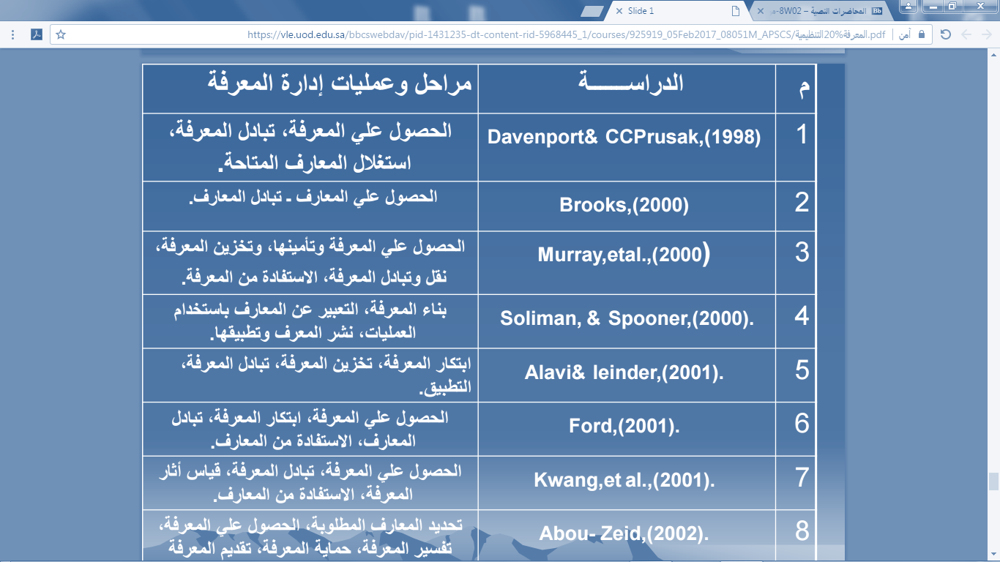 المحاضرات النصية – 8W02-هـ
Slide 1
https://vle.uod.edu.sa/bbcswebdav/pid-1431235-dt-content-rid-5968445_1/courses/925919_05Feb2017_08051M_APSCS/المعرفة%20التنظيمية.pdf
آمن
م
الدراســـــــة
مراحل وعمليات إدارة المعرفة
1
Davenport& CCPrusak,(1998)
الحصول علي المعرفة، تبادل المعرفة،
استغلال المعارف المتاحة.
2
Brooks,(2000)
الحصول علي المعارف ـ تبادل المعارف.
3
Murray,etal.,(2000)
الحصول علي المعرفة وتأمينها، وتخزين المعرفة،
نقل وتبادل المعرفة، الاستفادة من المعرفة.
4
Soliman, & Spooner,(2000).
بناء المعرفة، التعبير عن المعارف باستخدام
العمليات، نشر المعرف وتطبيقها.
5
Alavi& leinder,(2001).
ابتكار المعرفة، تخزين المعرفة، تبادل المعرفة،
التطبيق.
6
Ford,(2001).
الحصول علي المعرفة، ابتكار المعرفة، تبادل
المعارف، الاستفادة من المعارف.
7
Kwang,et al.,(2001).
الحصول علي المعرفة، تبادل المعرفة، قياس أثار
المعرفة، الاستفادة من المعارف.
8
Abou- Zeid,(2002).
تحديد المعارف المطلوبة، الحصول علي المعرفة،
تفسير المعرفة، حماية المعرفة، تقديم المعرفة